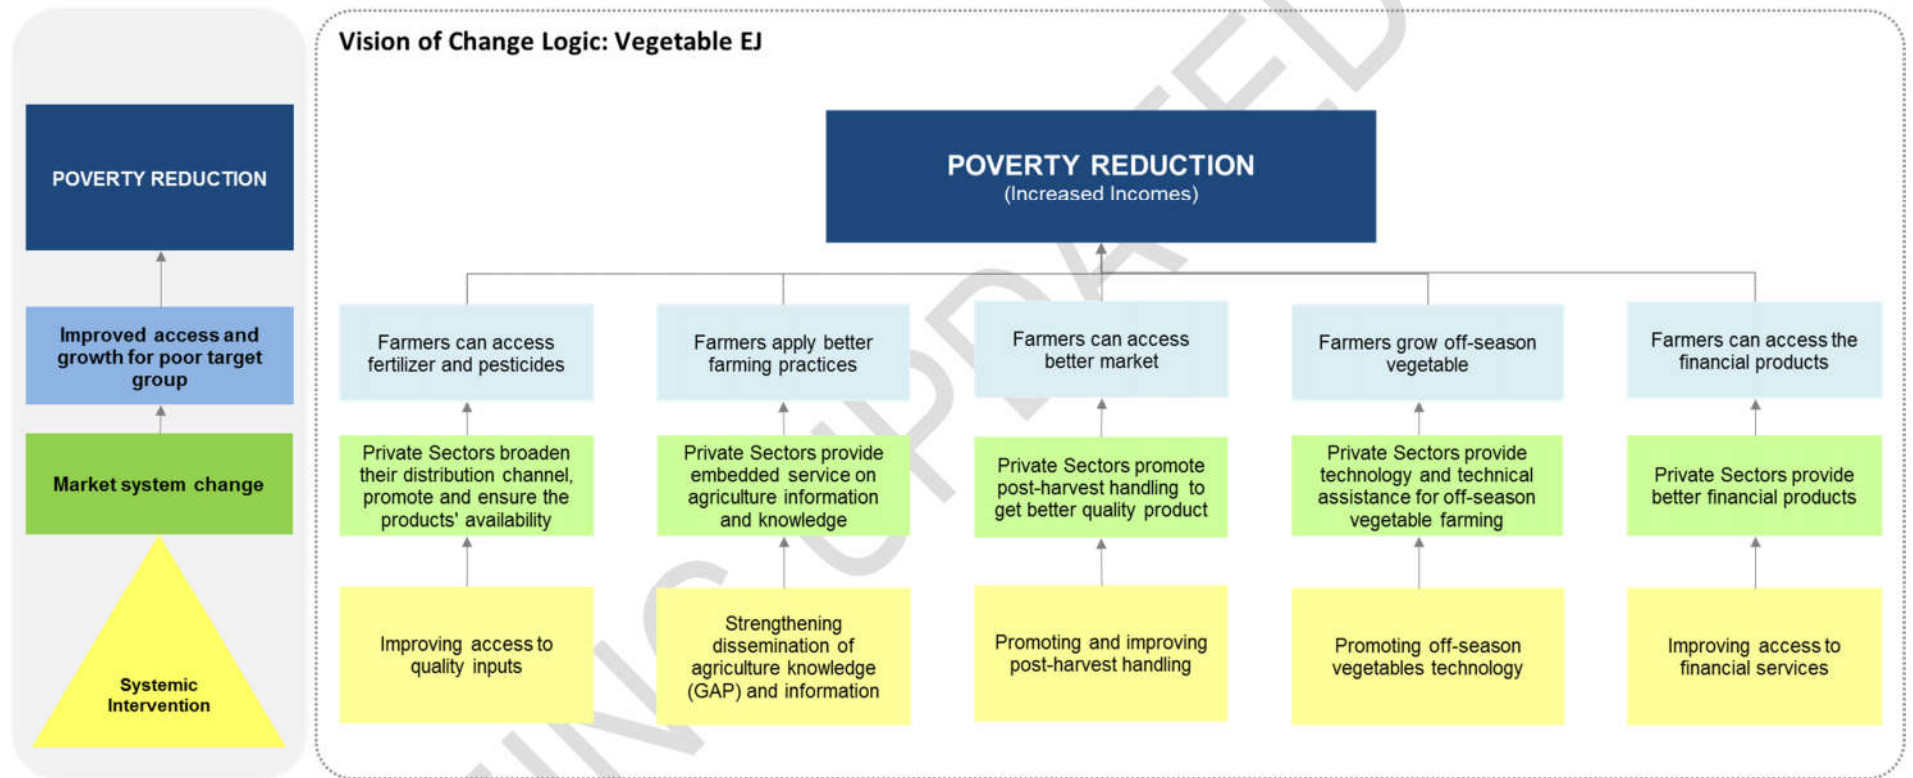 Vision of Change Logic: Vegetable EJ
POVERTY REDUCTION
Improved access and
growth for poor target
group
Market system change
Systemic
Intervention
POVERTY REDUCTION
(Increased Incomes)
Farmers can access
fertilizer and pesticides
Farmers apply better
farming practices
Farmers can access
better market
Farmers grow off-season
vegetable
Farmers can access the
financial products
Private Sectors broaden
their distribution channel,
promote and ensure the
products' availability
Private Sectors provide
embedded service on
agriculture information
and knowledge
Private Sectors promote
post-harvest handling to
get better quality product
Private Sectors provide
technology and technical
assistance for off-season
vegetable farming
Private Sectors provide
better financial products
Improving access to
quality inputs
Strengthening
dissemination of
agriculture knowledge
(GAP) and information
Promoting and improving
post-harvest handling
Promoting off-season
vegetables technology
Improving access to
financial services
ING UPDATED